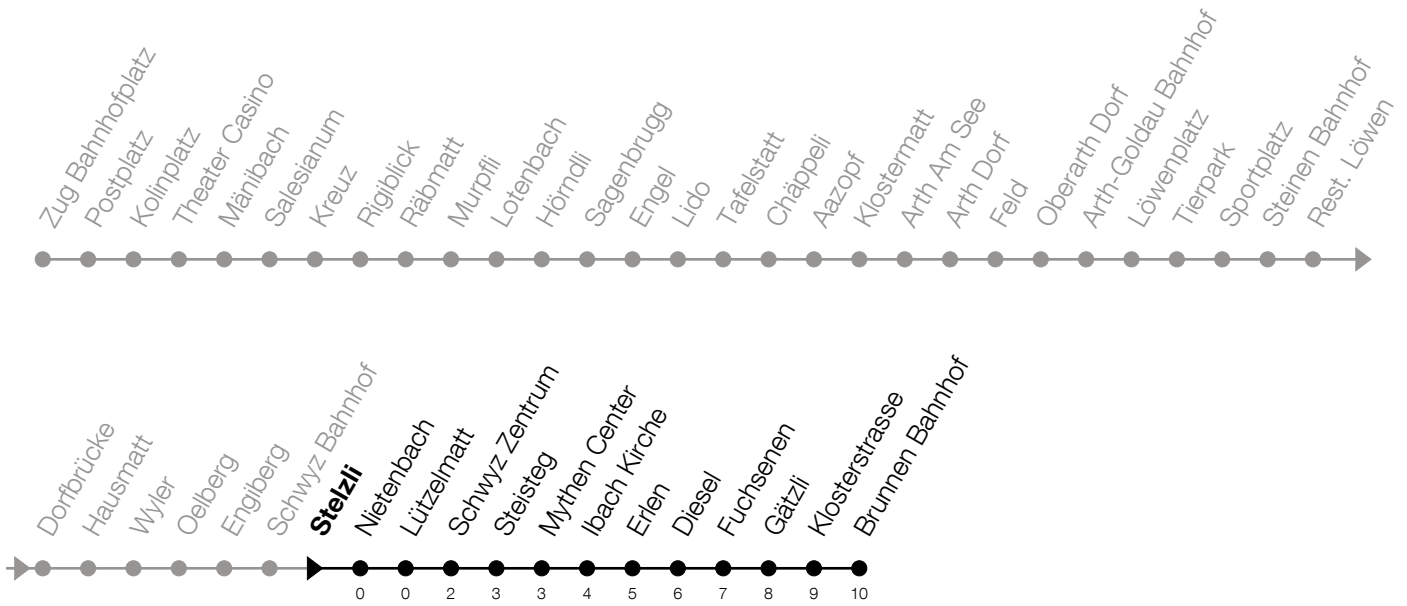 Zug Bahnhofplatz
Postplatz
Kolinplatz
Theater Casino
Mänibach
Salesianum
Kreuz
Rigiblick
Räbmatt
Murpfli
Lotenbach
Hörndli
Sagenbrugg
Engel
Lido
Tafelstatt
Chäppeli
Aazopf
Klostermatt
Arth Am See
Arth Dorf
Feld
Oberarth Dorf
Arth-Goldau Bahnhof
Löwenplatz
Tierpark
Sportplatz
Steinen Bahnhof
Rest. Löwen
Dorfbrücke
Hausmatt
Wyler
Oelberg
Engiberg
Schwyz Bahnhof
Stelzli
Nietenbach
Lützelmatt
Schwyz Zentrum
Steisteg
Mythen Center
Ibach Kirche
Erlen
Diesel
Fuchsenen
Gätzli
Klosterstrasse
Brunnen Bahnhof
0 0 2 3 3 4 5 6 7 8 9 10